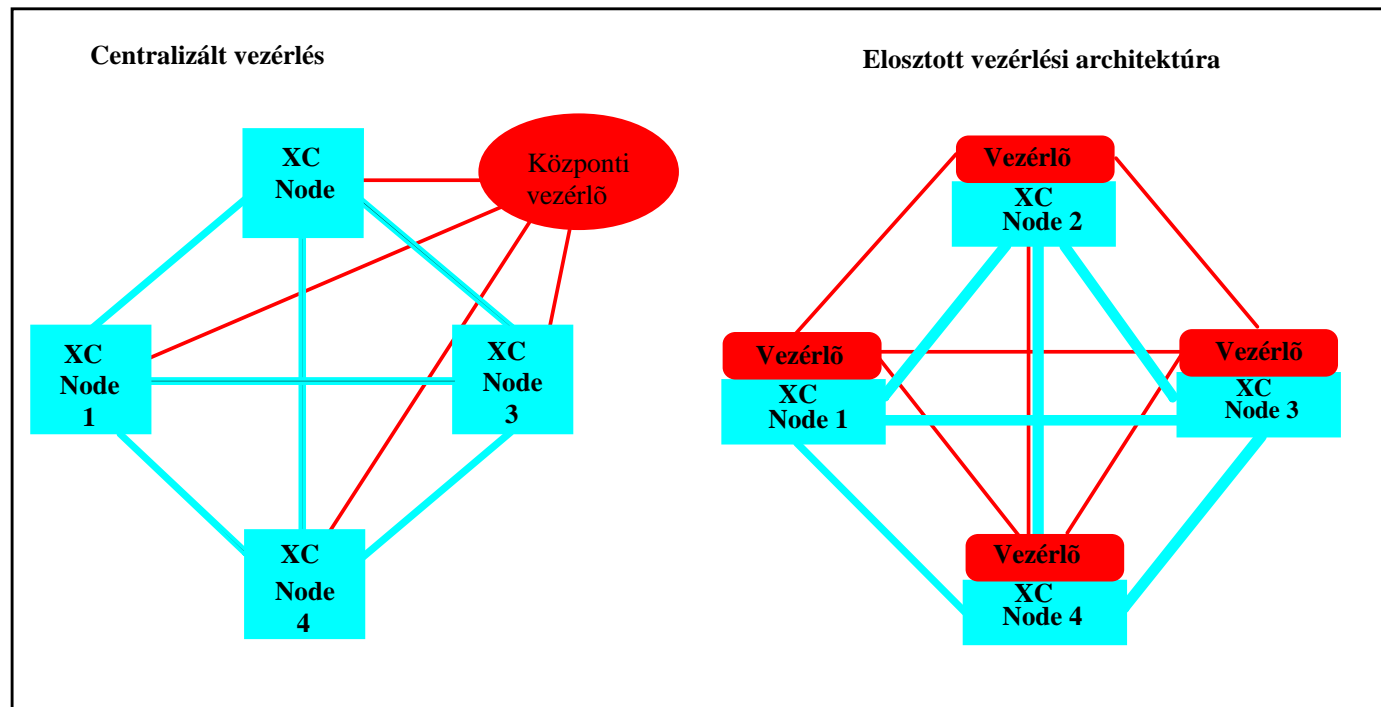 Centralizált vezérlés
XC
Node
Központi
vezérlõ
XC
Node
1
XC
Node
3
XC
Node
4
Elosztott vezérlési architektúra
Vezérlõ
XC
Node 2
Vezérlõ
XC
Node 1
Vezérlõ
XC
Node 3
Vezérlõ
XC
Node 4